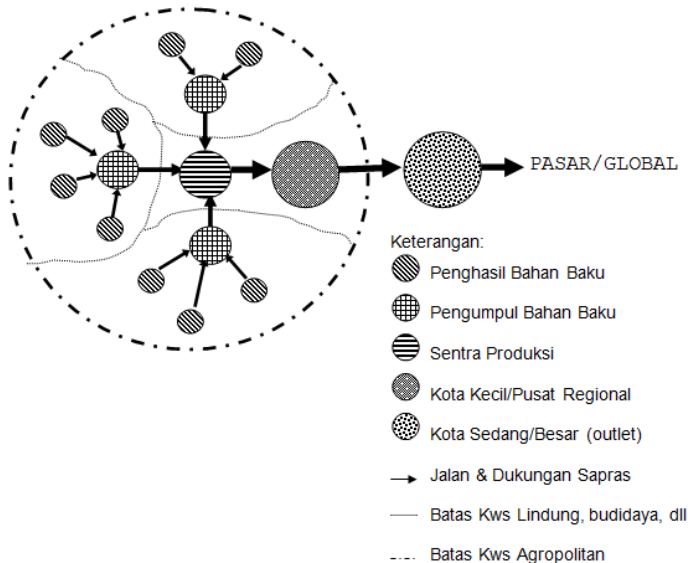 PASAR/GLOBAL
Keterangan:
Penghasil Bahan Baku
Pengumpul Bahan Baku
Sentra Produksi
Kota Kecil/Pusat Regional
Kota Sedang/Besar (outlet)
Jalan & Dukungan Sapras
Batas Kws Lindung, budidaya, dll
Batas Kws Agropolitan